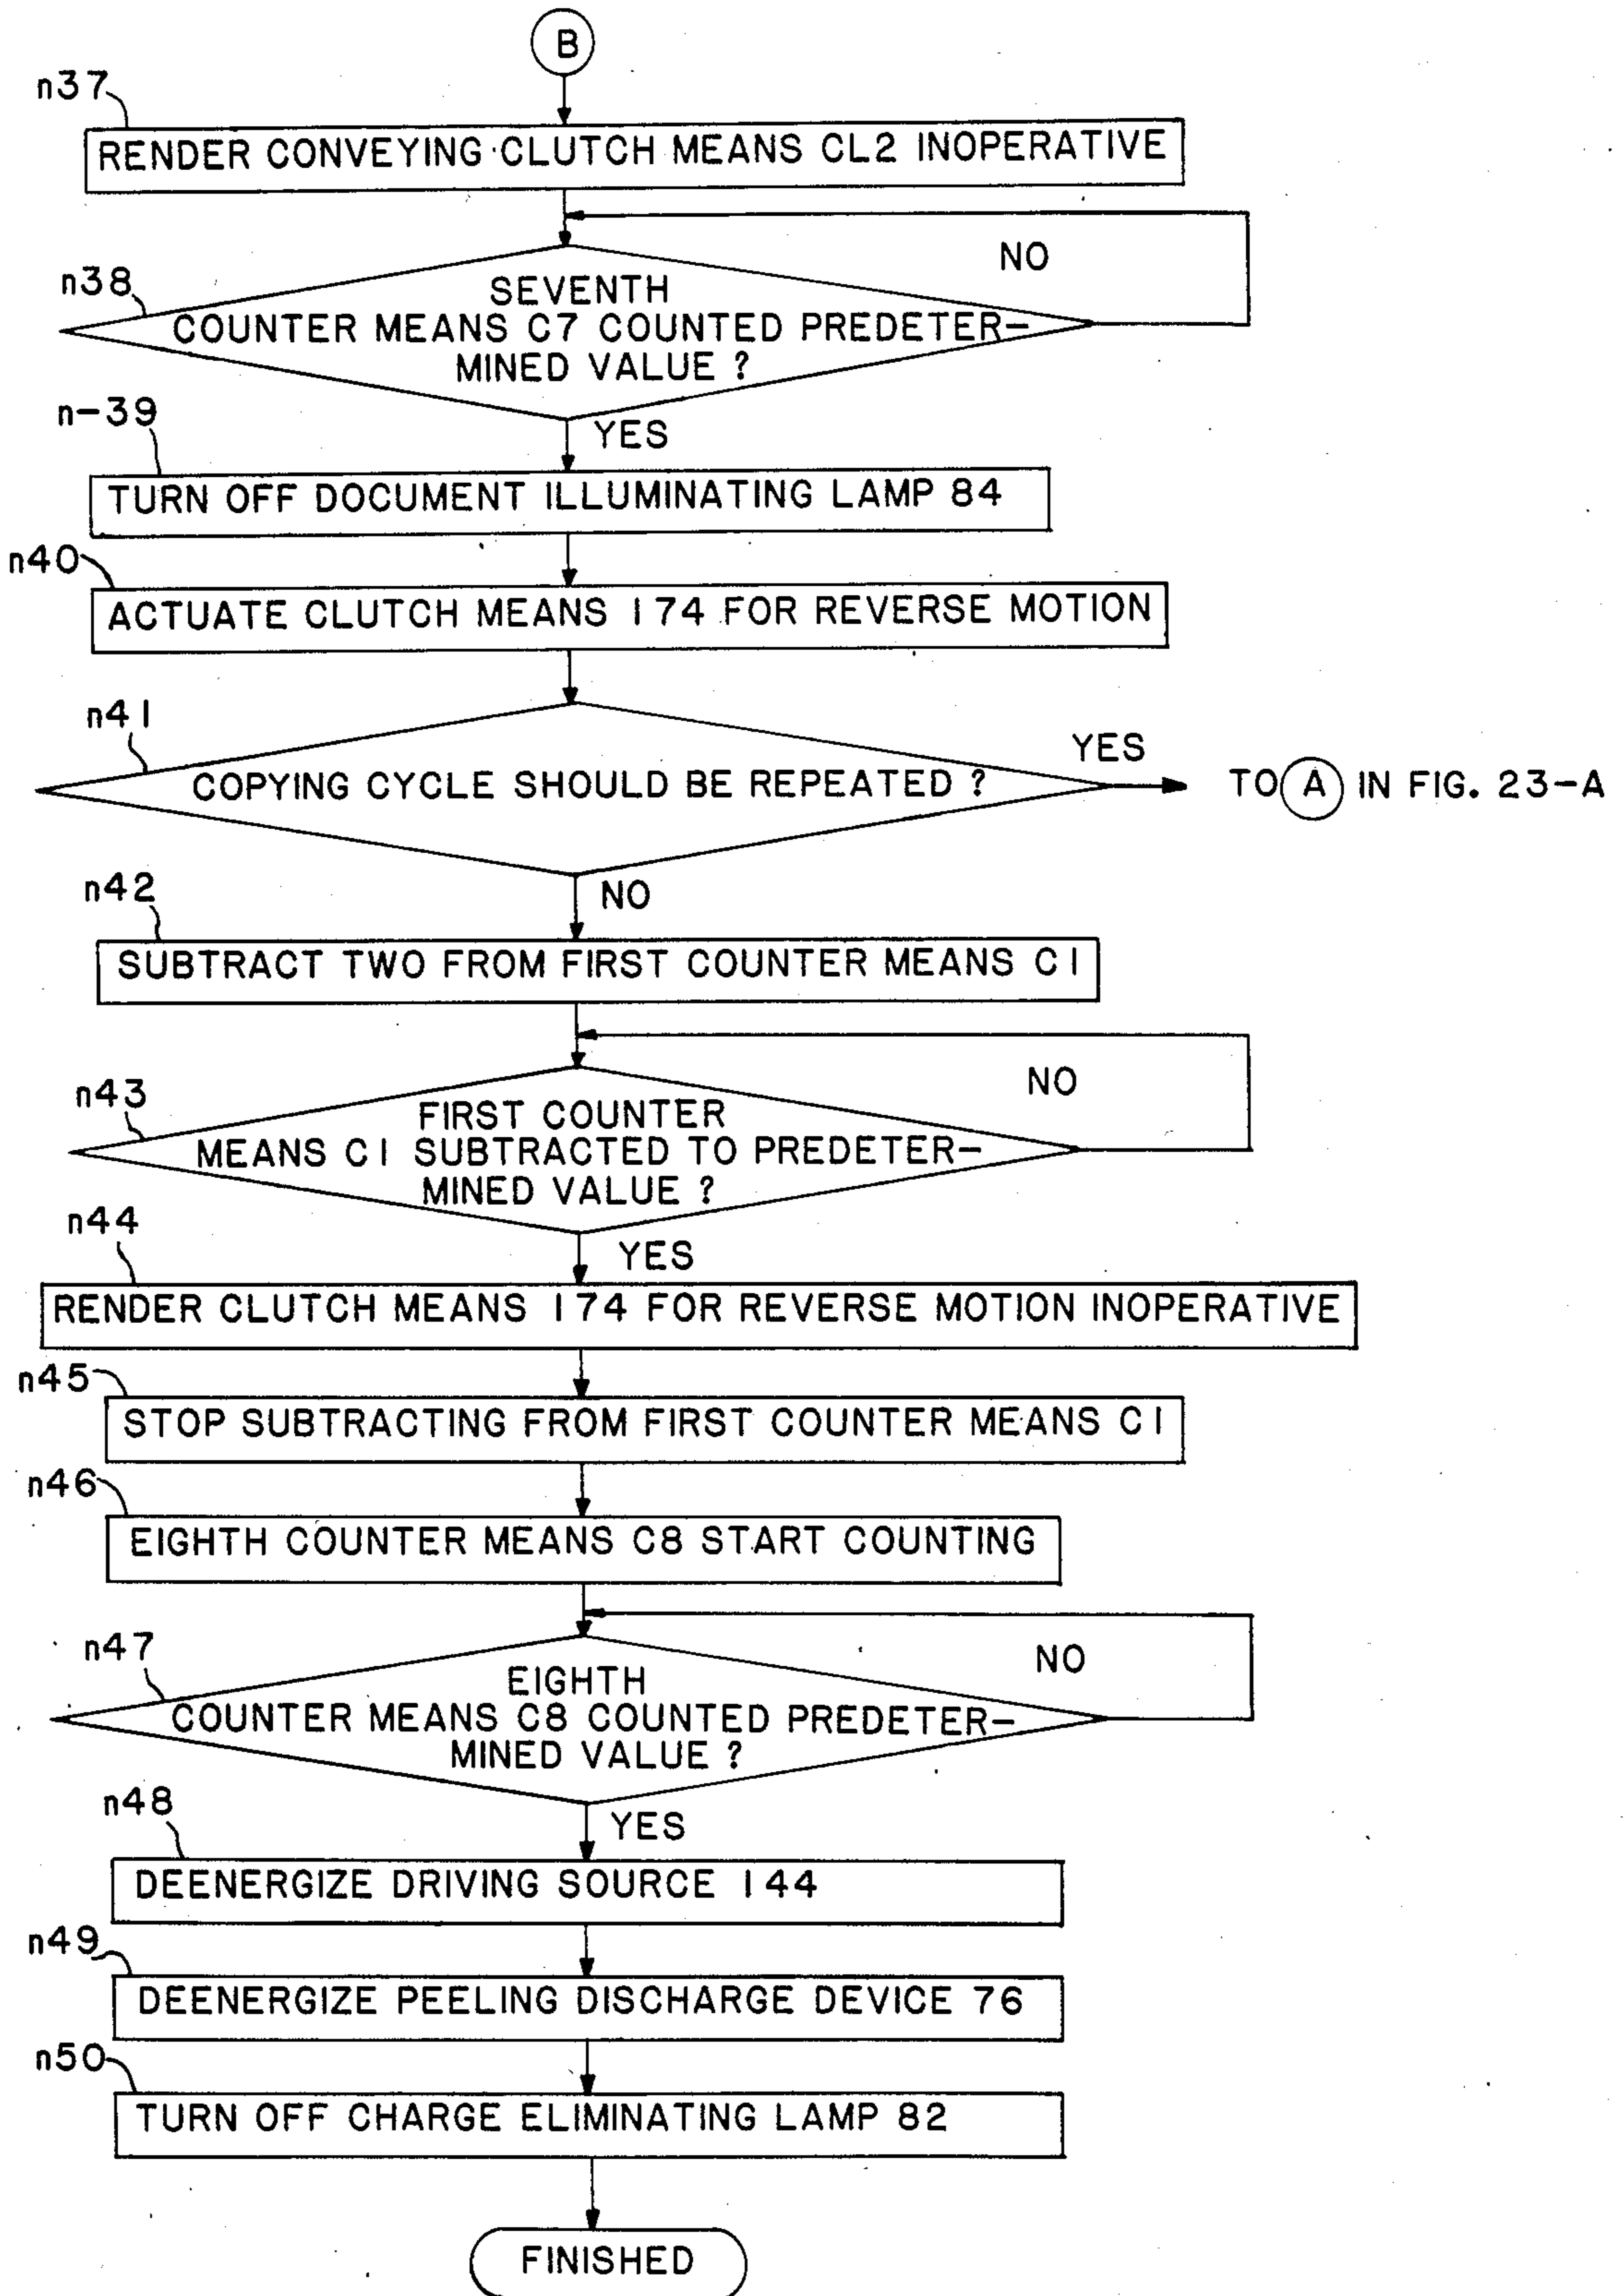 B
n37
RENDER CONVEYING CLUTCH MEANS CL2 INOPERATIVE
NO
n38
SEVENTH
COUNTER MEANS C7 COUNTED PREDETER-
MINED VALUE ?
n-39
YES
TURN OFF DOCUMENT ILLUMINATING LAMP 84
n40
ACTUATE CLUTCH MEANS 174 FOR REVERSE MOTION
n41
YES
COPYING CYCLE SHOULD BE REPEATED ?
TO A IN FIG. 23-A
n42
NO
SUBTRACT TWO FROM FIRST COUNTER MEANS C1
NO
n43
FIRST COUNTER
MEANS C1 SUBTRACTED TO PREDETER-
MINED VALUE ?
n44
YES
RENDER CLUTCH MEANS 174 FOR REVERSE MOTION INOPERATIVE
n45
STOP SUBTRACTING FROM FIRST COUNTER MEANS C1
n46
EIGHTH COUNTER MEANS C8 START COUNTING
n47
NO
EIGHTH
COUNTER MEANS C8 COUNTED PREDETER-
MINED VALUE ?
n48
YES
DEENERGIZE DRIVING SOURCE 144
n49
DEENERGIZE PEELING DISCHARGE DEVICE 76
n50
TURN OFF CHARGE ELIMINATING LAMP 82
FINISHED